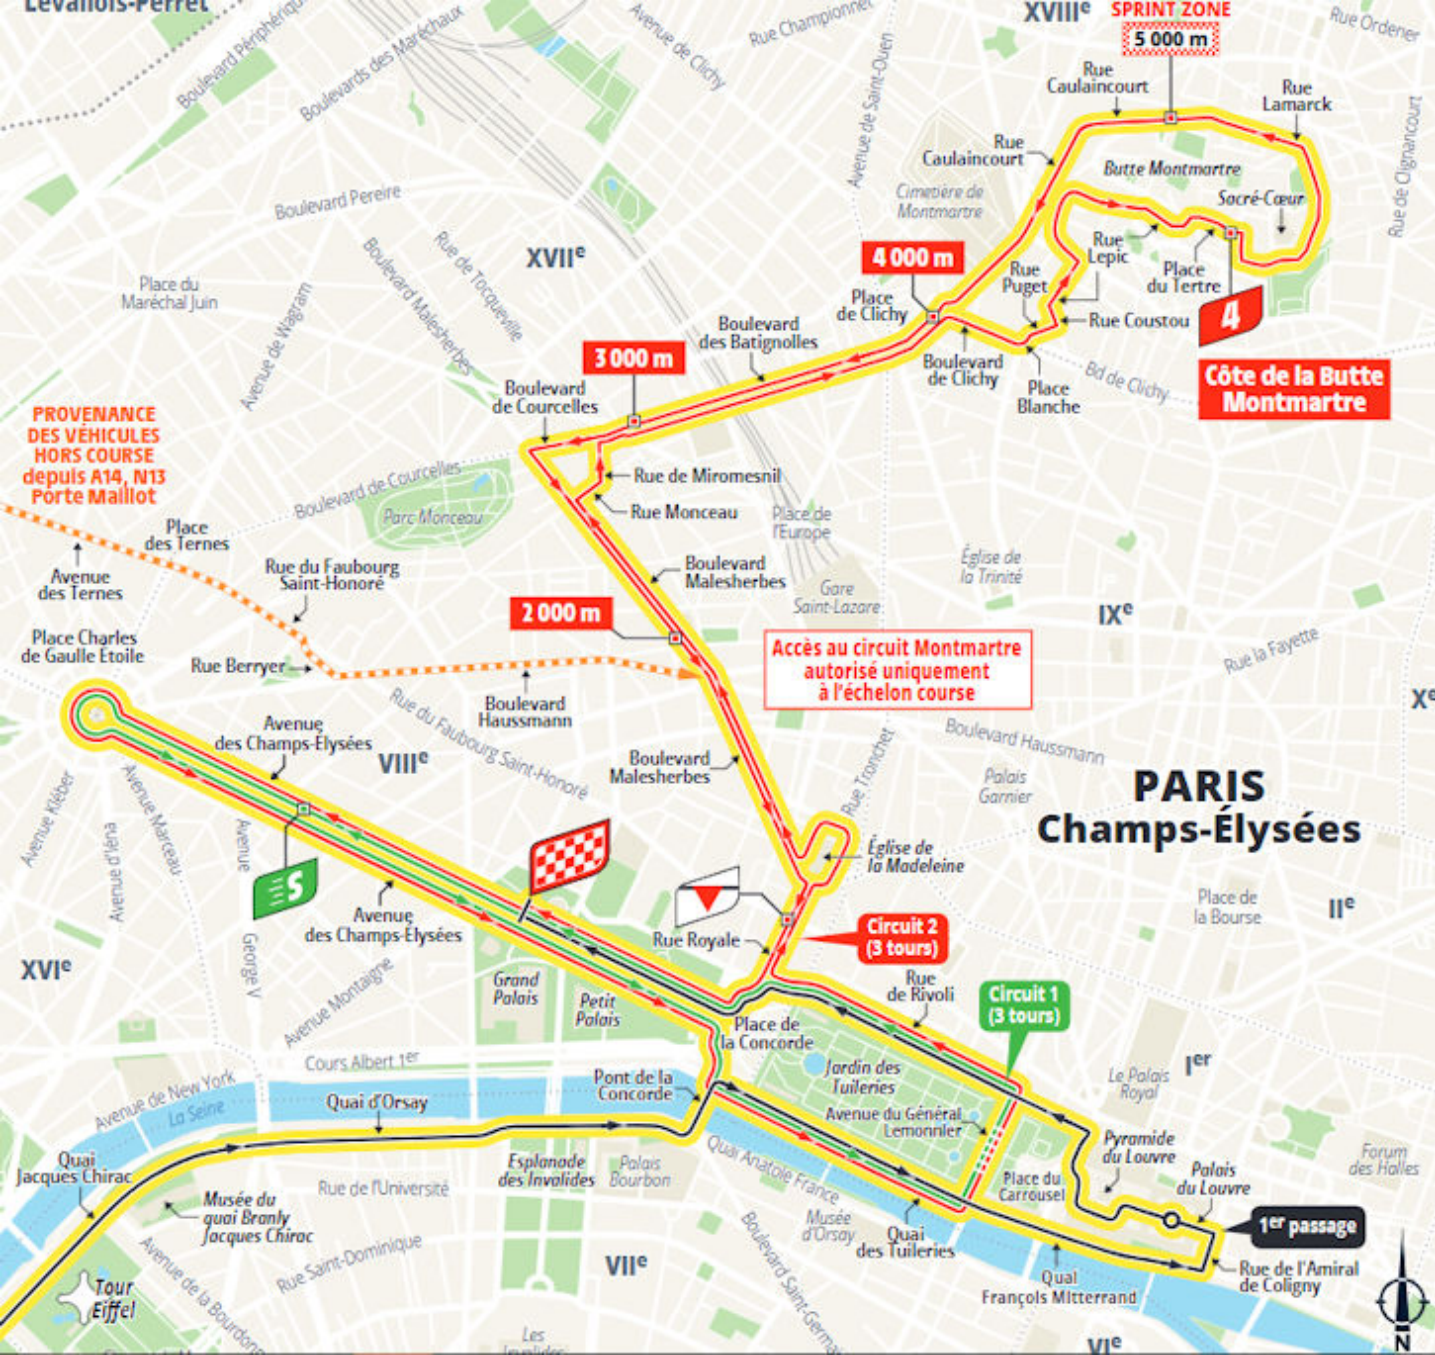 Levallois-Perret
Boulevard Périphérique
Boulevards des Maréchaux
Avenue de Clichy
Rue Championnet
Avenue de Saint-Ouen
XVIIIᵉ
SPRINT ZONE
5 000 m
Rue Ordener
Rue
Caulaincourt
Rue
Lamarck
Rue
Caulaincourt
Butte Montmartre
Sacré-Cœur
Rue de Clignancourt
Cimetière de
Montmartre
Boulevard Pereire
XVIIᵉ
Rue de Tocqueville
Boulevard Malesherbes
Place du
Maréchal Juin
Avenue de Wagram
4 000 m
Place
de Clichy
Rue
Puget
Rue
Lepic
Place
du Tertre
4
Rue Coustou
Boulevard
des Batignolles
Boulevard
de Clichy
Place
Blanche
Bd de Clichy
Côte de la Butte
Montmartre
3 000 m
Boulevard
de Courcelles
PROVENANCE
DES VÉHICULES
HORS COURSE
depuis A14, N13
Porte Maillot
Boulevard de Courcelles
Parc Monceau
Rue de Miromesnil
Rue Monceau
Place de
l'Europe
Place
des Ternes
Avenue
des Ternes
Rue du Faubourg
Saint-Honoré
Boulevard
Malesherbes
Gare
Saint-Lazare
Église de
la Trinité
IXᵉ
2 000 m
Place Charles
de Gaulle Étoile
Rue Berryer
Accès au circuit Montmartre
autorisé uniquement
à l'échelon course
Rue la Fayette
Xᵉ
Boulevard
Haussmann
Rue du Faubourg Saint-Honoré
Avenue
des Champs-Elysées
VIIIᵉ
Boulevard
Malesherbes
Rue Tronchet
Boulevard Haussmann
Palais
Garnier
PARIS
Champs-Élysées
Avenue Kléber
Avenue d'Iéna
Avenue Marceau
Avenue
George V
S
Avenue
des Champs-Elysées
Église de
la Madeleine
Rue Royale
Circuit 2
(3 tours)
Place de
la Bourse
IIᵉ
XVIᵉ
Avenue Montaigne
Grand
Palais
Petit
Palais
Rue
de Rivoli
Circuit 1
(3 tours)
Place de
la Concorde
Cours Albert 1er
Jardin des
Tuileries
Iᵉʳ
Le Palais
Royal
Avenue de New York
La Seine
Quai d'Orsay
Pont de la
Concorde
Avenue du Général
Lemonnier
Quai
Jacques Chirac
Esplanade
des Invalides
Palais
Bourbon
Quai Anatole France
Place du
Carrousel
Pyramide
du Louvre
Palais
du Louvre
Forum
des Halles
Musée du
quai Branly
Jacques Chirac
Rue de l'Université
Rue Saint-Dominique
Avenue de la Bourdonnais
Musée
d'Orsay
Quai
des Tuileries
1er passage
Rue de l'Amiral
de Coligny
Quai
François MItterrand
Boulevard Saint-Germain
VIIᵉ
Tour
Eiffel
Les
Invalides
VIᵉ
N